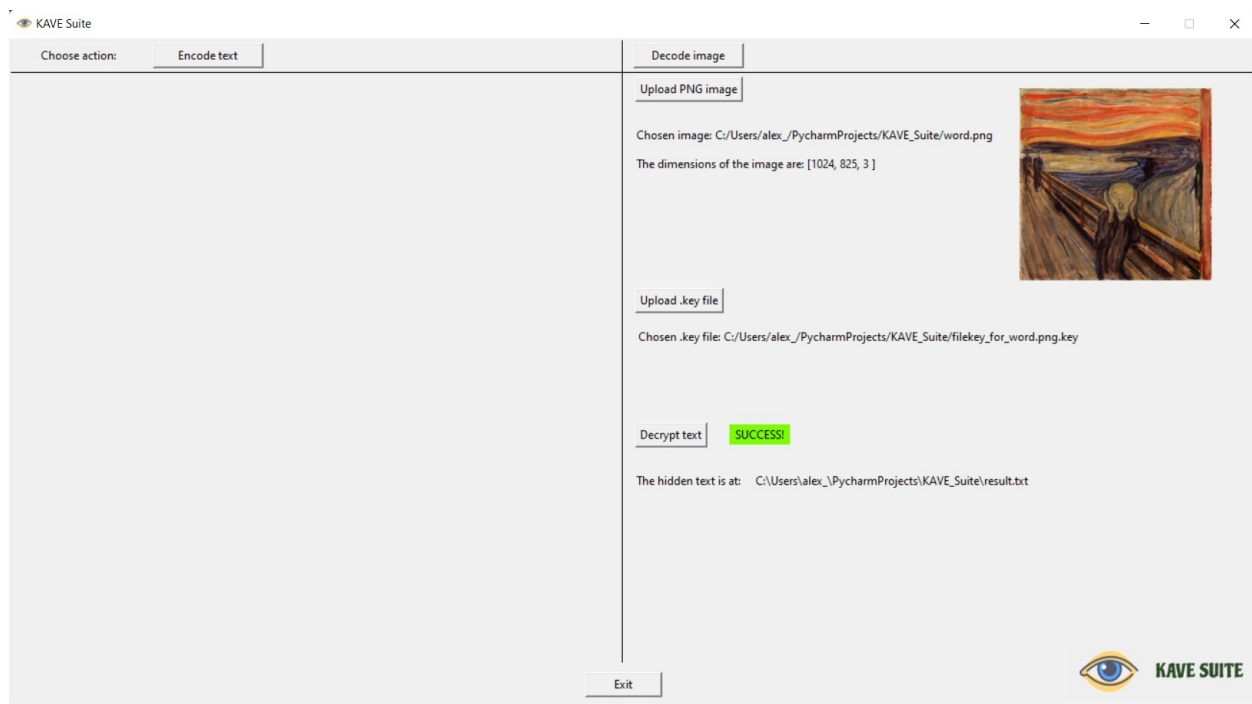 KAVE Suite
Choose action: Encode text
Decode image
Upload PNG image
Chosen image: C:/Users/alex_/PycharmProjects/KAVE_Suite/word.png
The dimensions of the image are: [1024, 825, 3 ]
Upload .key file
Chosen .key file: C:/Users/alex_/PycharmProjects/KAVE_Suite/filekey_for_word.png.key
Decrypt text SUCCESS!
The hidden text is at: C:\Users\alex_\PycharmProjects\KAVE_Suite\result.txt
KAVE SUITE
Exit